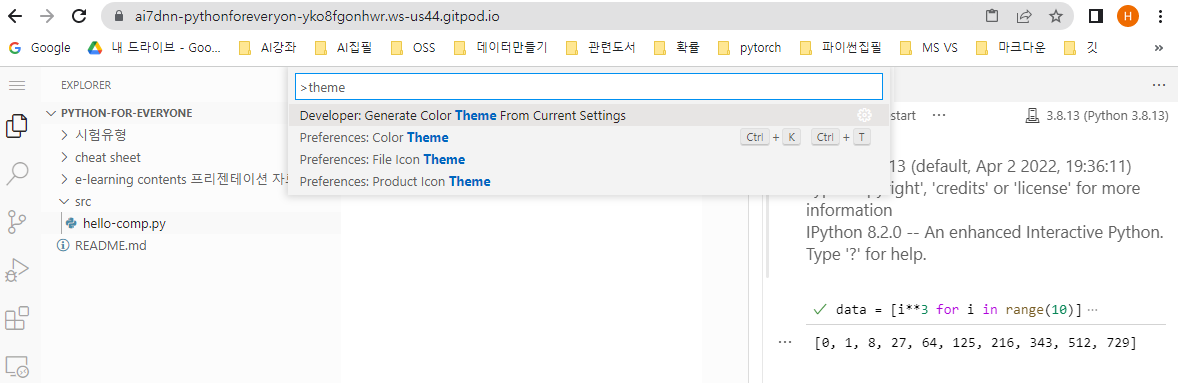 ai7dnn-pythonforeveryon-yko8fgonhwr.ws-us44.gitpod.io
H
Google 내 드라이브 - Goo... AI강좌 AI집필 OSS 데이터만들기 관련도서 확률 pytorch 파이썬집필 MS VS 마크다운 깃 »
EXPLORER
PYTHON-FOR-EVERYONE
시험유형
cheat sheet
e-learning contents 프리젠테이션 자
src
hello-comp.py
README.md
>theme
Developer: Generate Color Theme From Current Settings
Preferences: Color Theme Ctrl + K Ctrl + T
Preferences: File Icon Theme
Preferences: Product Icon Theme
start ... 3.8.13 (Python 3.8.13)
13 (default, Apr 2 2022, 19:36:11)
'credits' or 'license' for more
information
IPython 8.2.0 -- An enhanced Interactive Python.
Type '?' for help.
data = [i**3 for i in range(10)] ...
[0, 1, 8, 27, 64, 125, 216, 343, 512, 729]